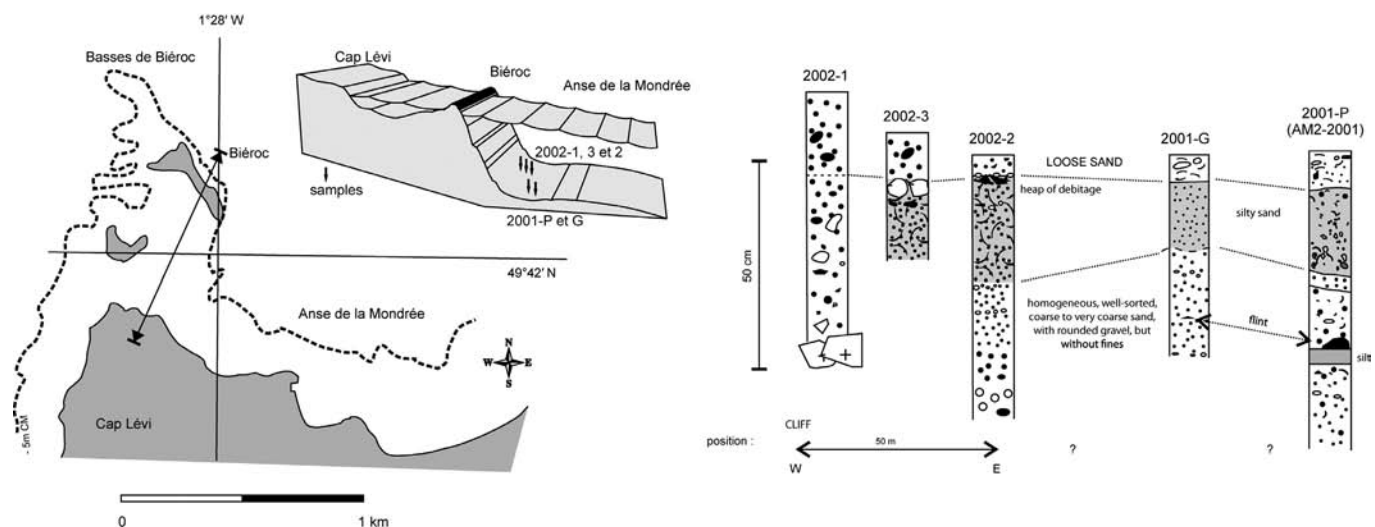 1°28' W
Basses de Biéroc
Biéroc
49°42' N
Anse de la Mondrée
N
W E
S
Cap Lévi
- 5m CM
0 1 km
Cap Lévi
Biéroc
Anse de la Mondrée
2002-1, 3 et 2
samples
2001-P et G
2002-1
2002-3
2002-2
2001-G
2001-P
(AM2-2001)
50 cm
LOOSE SAND
heap of debitage
silty sand
homogeneous, well-sorted,
coarse to very coarse sand,
with rounded gravel, but
without fines
flint
silt
CLIFF
position :
50 m
W E
? ?